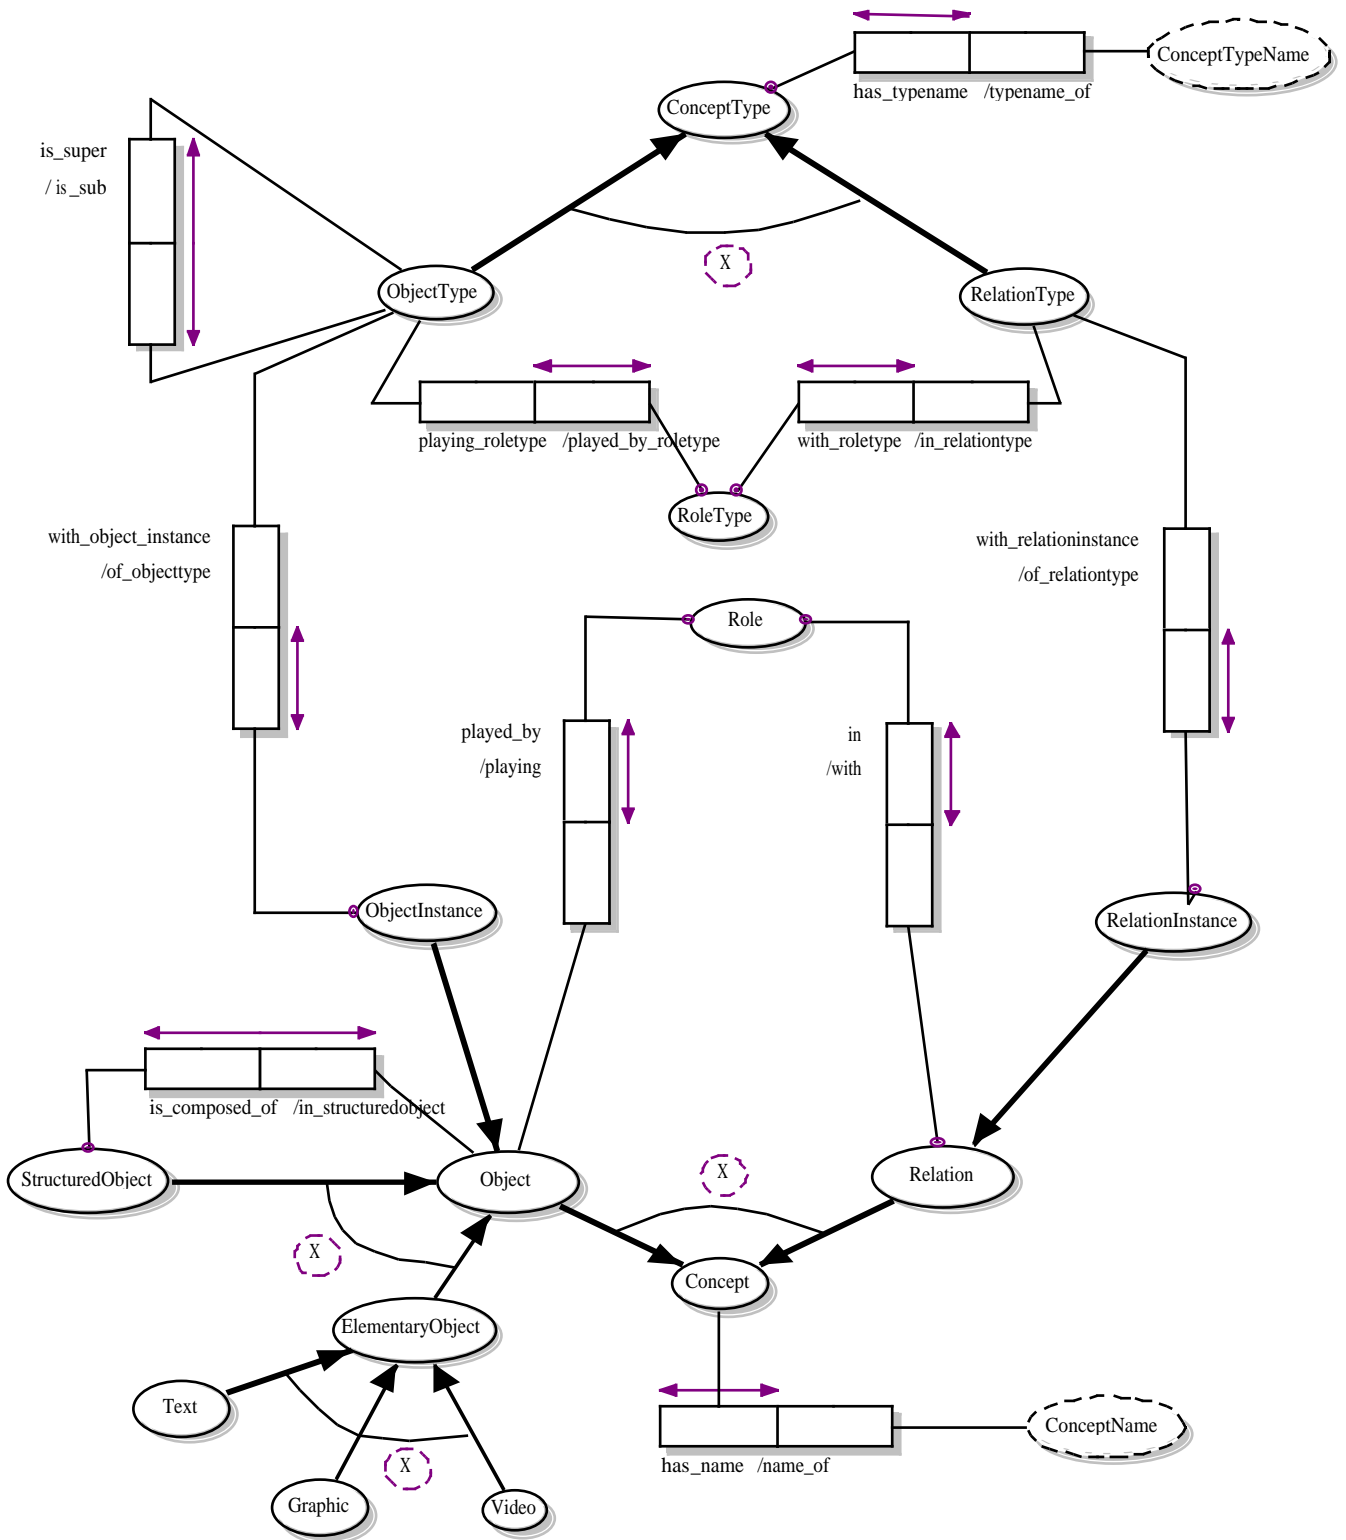 ConceptTypeName
has_typename /typename_of
ConceptType
is_super
/ is_sub
X
ObjectType
RelationType
playing_roletype /played_by_roletype
with_roletype /in_relationtype
RoleType
with_object_instance
/of_objecttype
with_relationinstance
/of_relationtype
Role
played_by
/playing
in
/with
ObjectInstance
RelationInstance
is_composed_of /in_structuredobject
StructuredObject
Object
X
Relation
X
Concept
ElementaryObject
Text
X
has_name /name_of
ConceptName
Graphic
Video